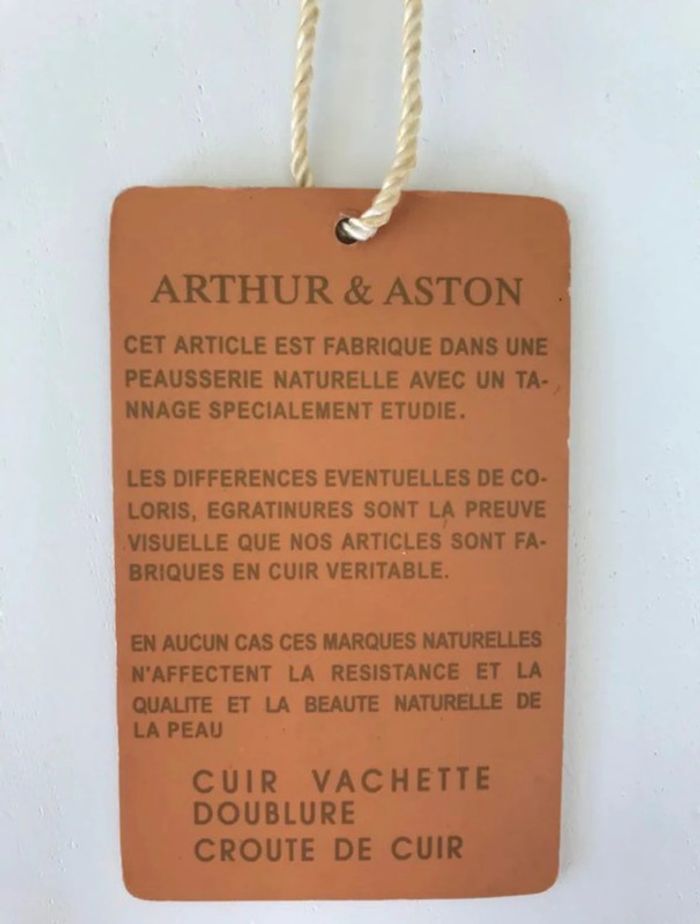 ARTHUR & ASTON
CET ARTICLE EST FABRIQUE DANS UNE
PEAUSSERIE NATURELLE AVEC UN TA-
NNAGE SPECIALEMENT ETUDIE.
LES DIFFERENCES EVENTUELLES DE CO-
LORIS, EGRATINURES SONT LA PREUVE
VISUELLE QUE NOS ARTICLES SONT FA-
BRIQUES EN CUIR VERITABLE.
EN AUCUN CAS CES MARQUES NATURELLES
N'AFFECTENT LA RESISTANCE ET LA
QUALITE ET LA BEAUTE NATURELLE DE
LA PEAU
CUIR VACHETTE
DOUBLURE
CROUTE DE CUIR